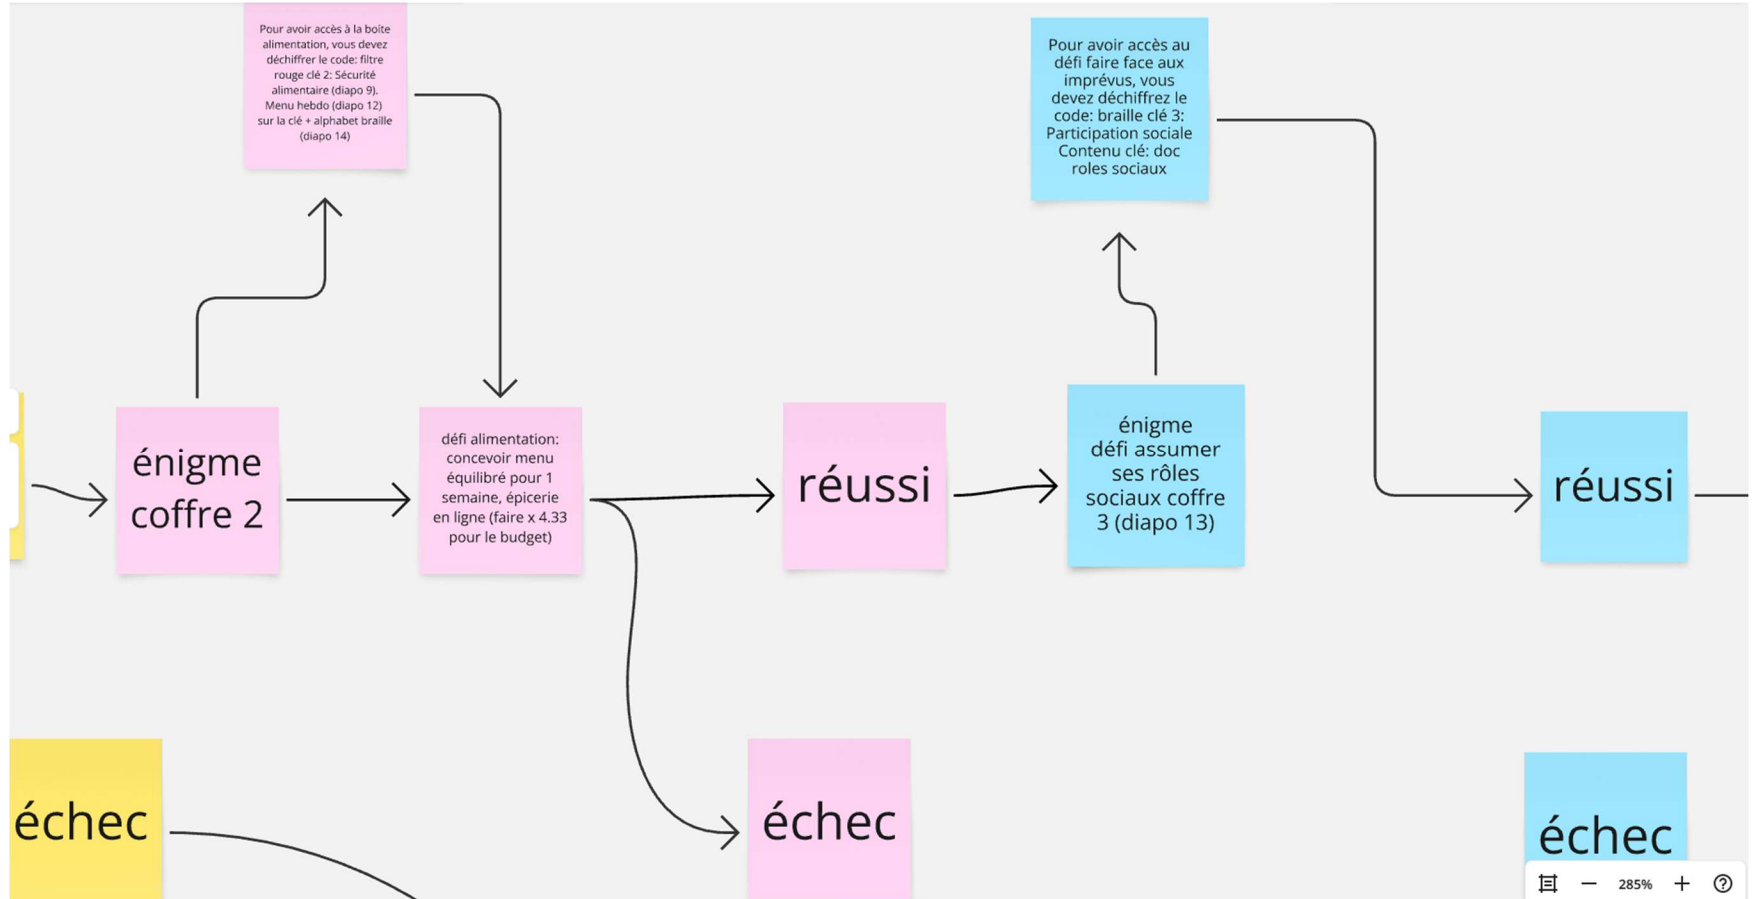 Pour avoir accès à la boite
alimentation, vous devez
déchiffrer le code: filtre
rouge clé 2: Sécurité
alimentaire (diapo 9).
Menu hebdo (diapo 12)
sur la clé + alphabet braille
(diapo 14)
Pour avoir accès au
défi faire face aux
imprévus, vous
devez déchiffrez le
code: braille clé 3:
Participation sociale
Contenu clé: doc
roles sociaux
énigme
coffre 2
défi alimentation:
concevoir menu
équilibré pour 1
semaine, épicerie
en ligne (faire x 4.33
pour le budget)
réussi
énigme
défi assumer
ses rôles
sociaux coffre
3 (diapo 13)
réussi
échec
échec
échec
285%